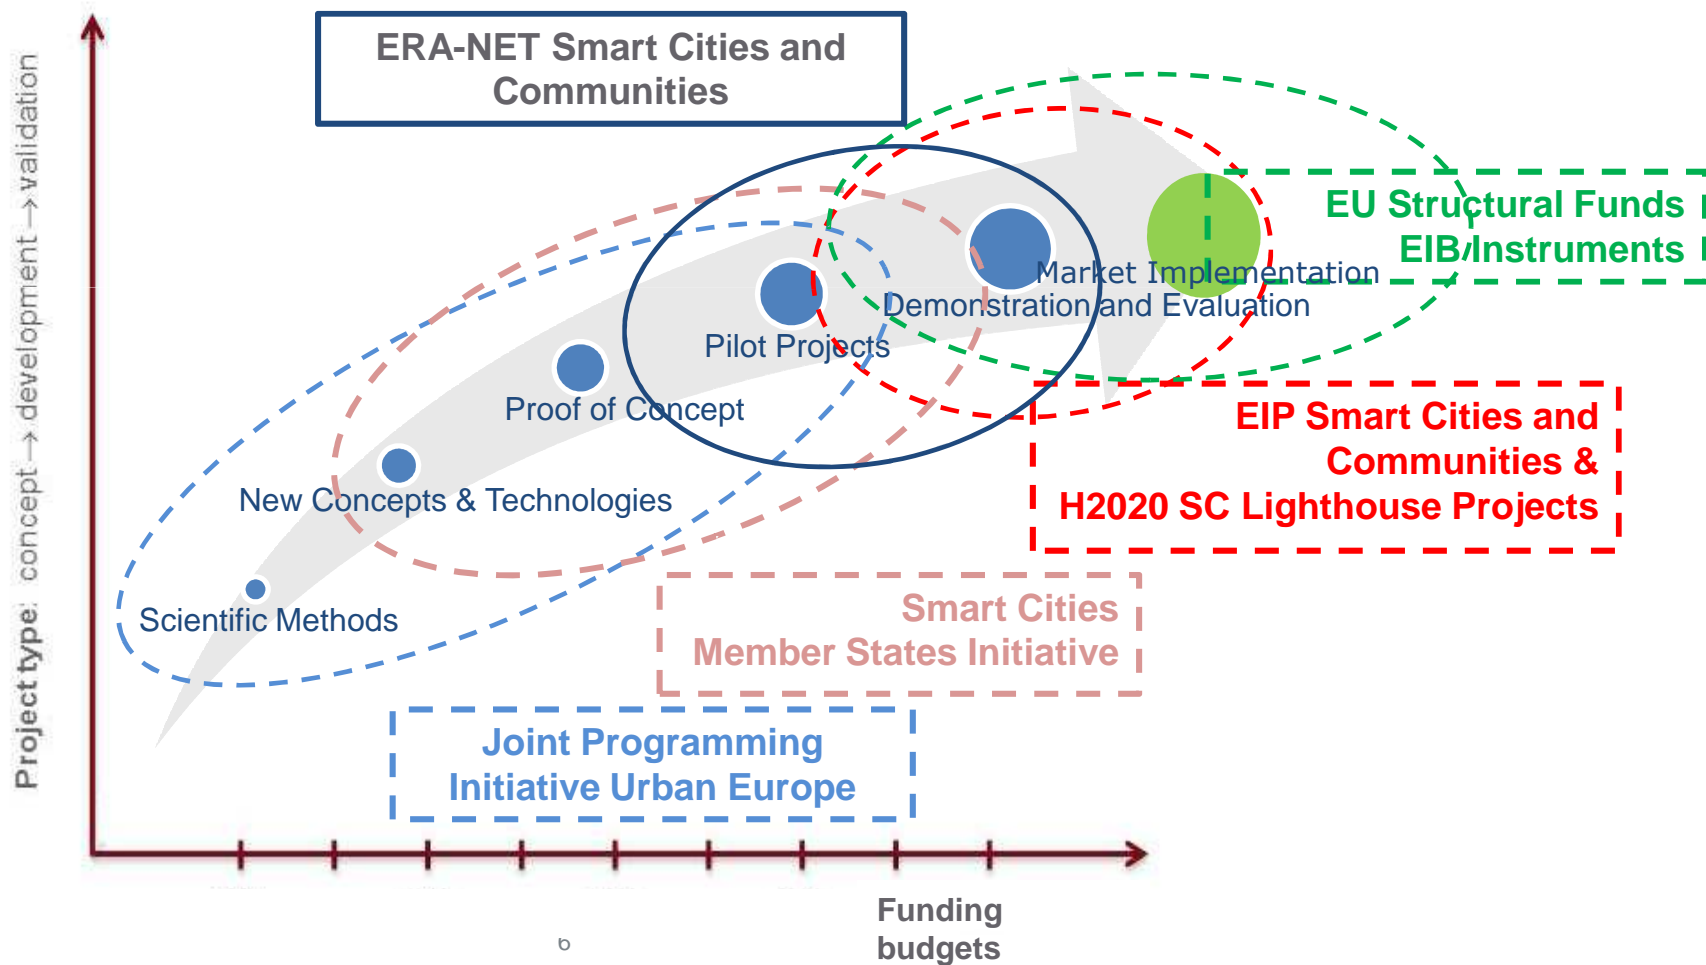 ERA-NET Smart Cities and
Communities
Project type: concept→development→validation
EU Structural Funds
EIB Instruments
Market Implementation
Demonstration and Evaluation
Pilot Projects
Proof of Concept
New Concepts & Technologies
Scientific Methods
EIP Smart Cities and
Communities &
H2020 SC Lighthouse Projects
Smart Cities
Member States Initiative
Joint Programming
Initiative Urban Europe
Funding
budgets